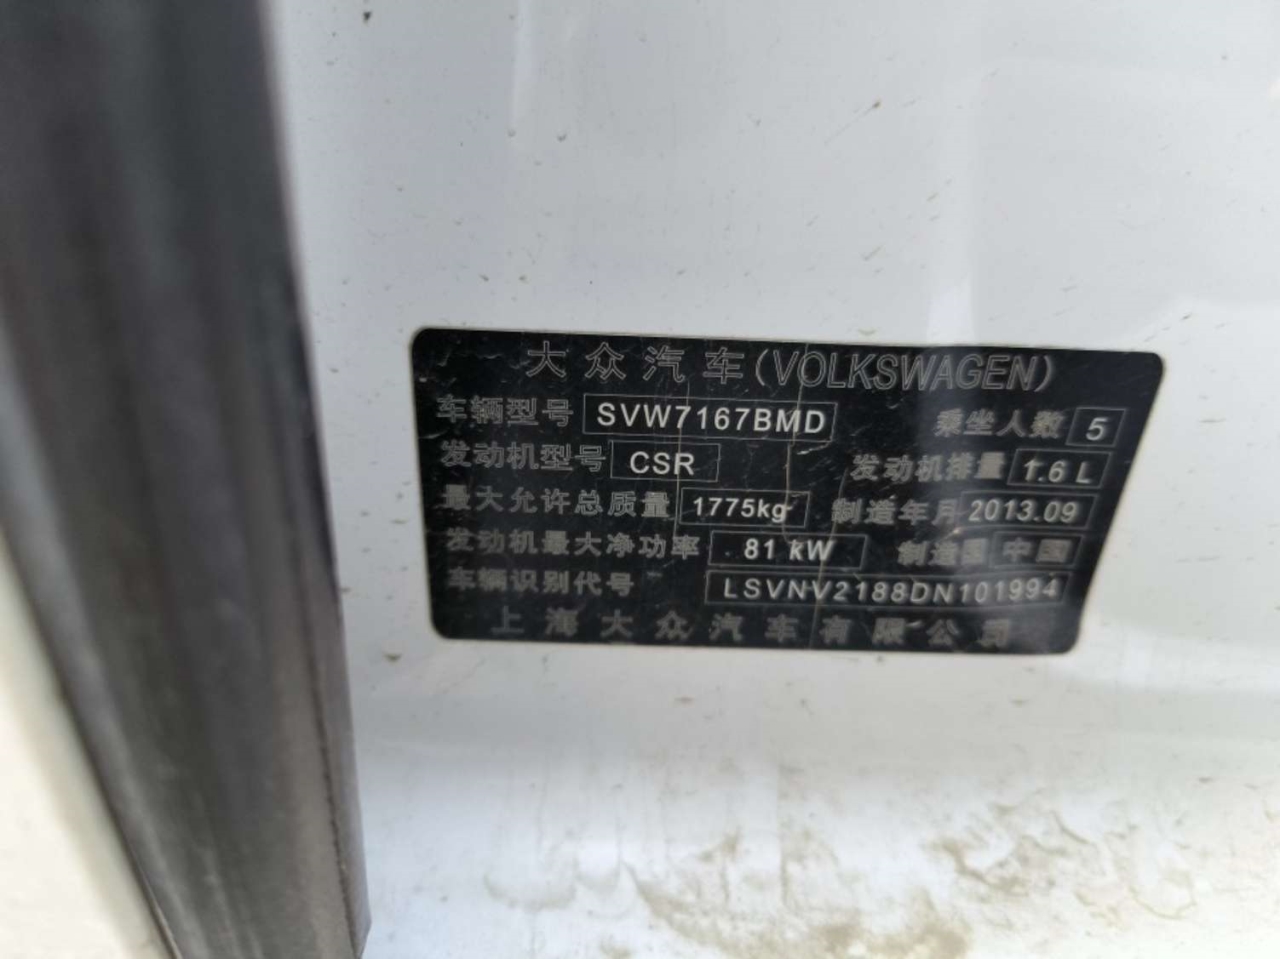 大众汽车(VOLKSWAGEN)
车辆型号 SVW7167BMD 乘坐人数 5
发动机型号 CSR 发动机排量 1.6 L
最大允许总质量 1775kg 制造年月 2013.09
发动机最大净功率 81 kW 制造国 中国
车辆识别代号 LSVNV2188DN101994
上海大众汽车有限公司